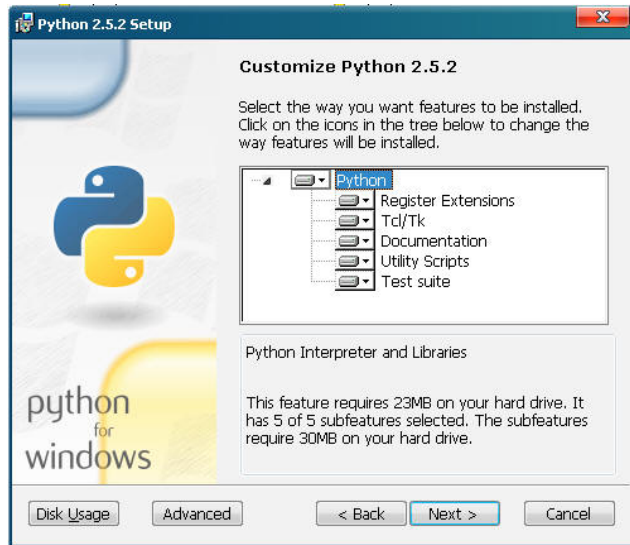 Python 2.5.2 Setup
Customize Python 2.5.2
Select the way you want features to be installed.
Click on the icons in the tree below to change the
way features will be installed.
Python
Register Extensions
Tcl/Tk
Documentation
Utility Scripts
Test suite
Python Interpreter and Libraries
This feature requires 23MB on your hard drive. It
has 5 of 5 subfeatures selected. The subfeatures
require 30MB on your hard drive.
python
for
windows
Disk Usage
Advanced
< Back
Next >
Cancel